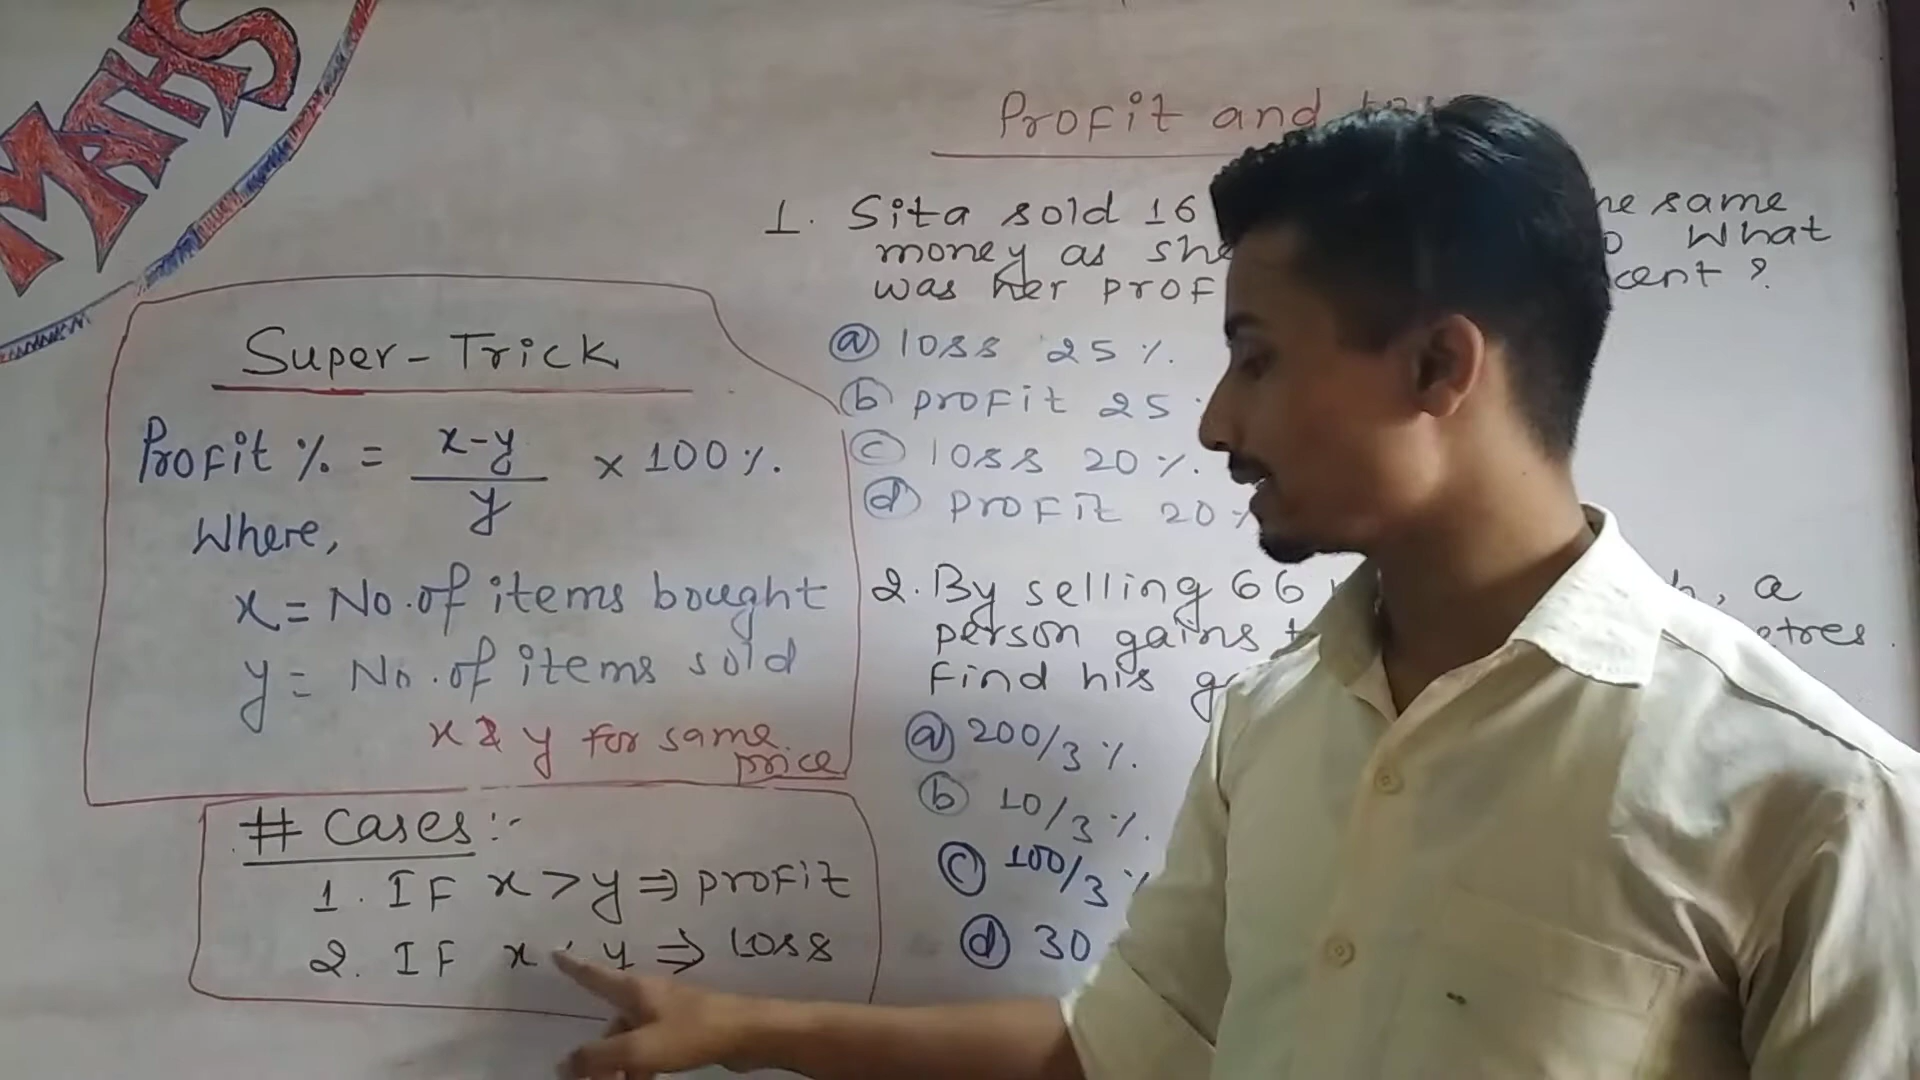 MATHS
Profit and
1. Sita sold 16 same
money as she What
was her prof cent ?
(a) loss 25 %.
(b) profit 25
(c) loss 20 %.
(d) profit 20 %
2. By selling 66 , a
person gains etres.
Find his
(a) 200/3 %.
(b) 10/3 %.
(c) 100/3 %
(d) 30
Super-Trick
Profit %. = x-y/y × 100 %.
Where,
x = No. of items bought
y = No. of items sold
x & y for same
price
# Cases :-
1. IF x > y ⇒ profit
2. IF x y ⇒ loss